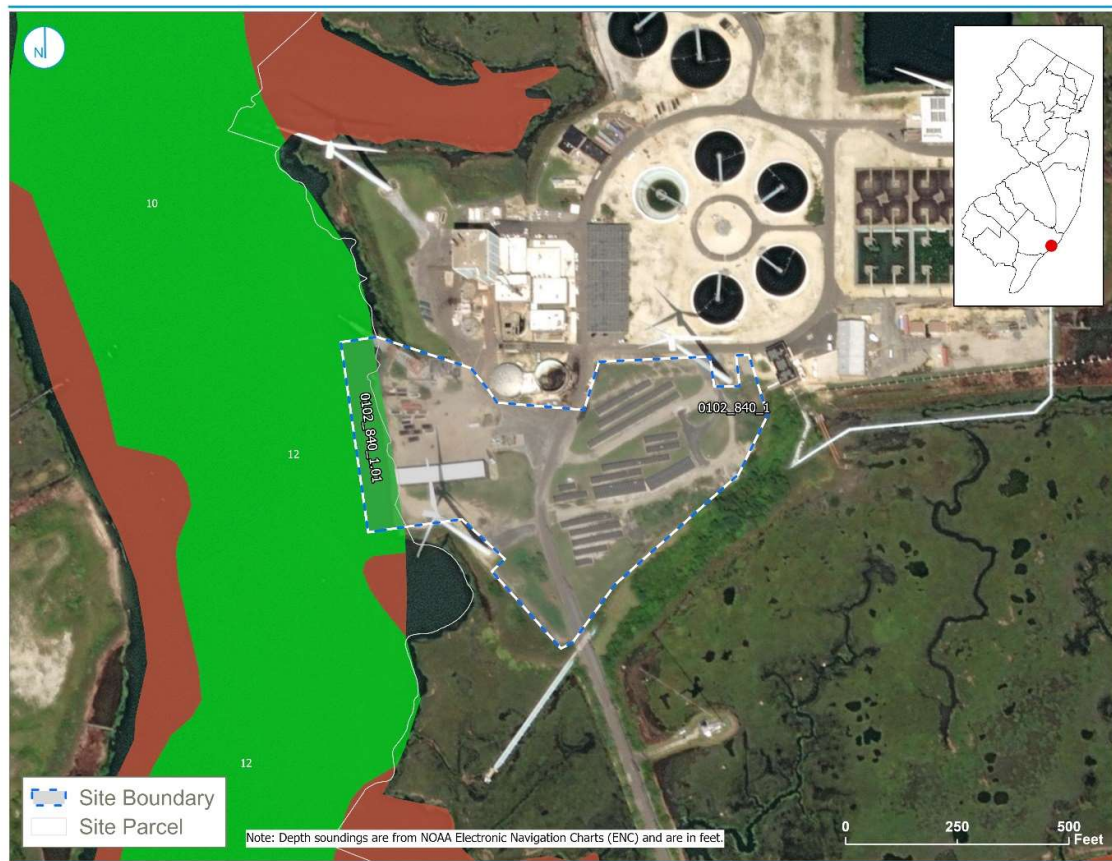 N
10
12
0102_840_1.01
0102_840_1
12
Site Boundary
Site Parcel
Note: Depth soundings are from NOAA Electronic Navigation Charts (ENC) and are in feet.
0 250 500
Feet